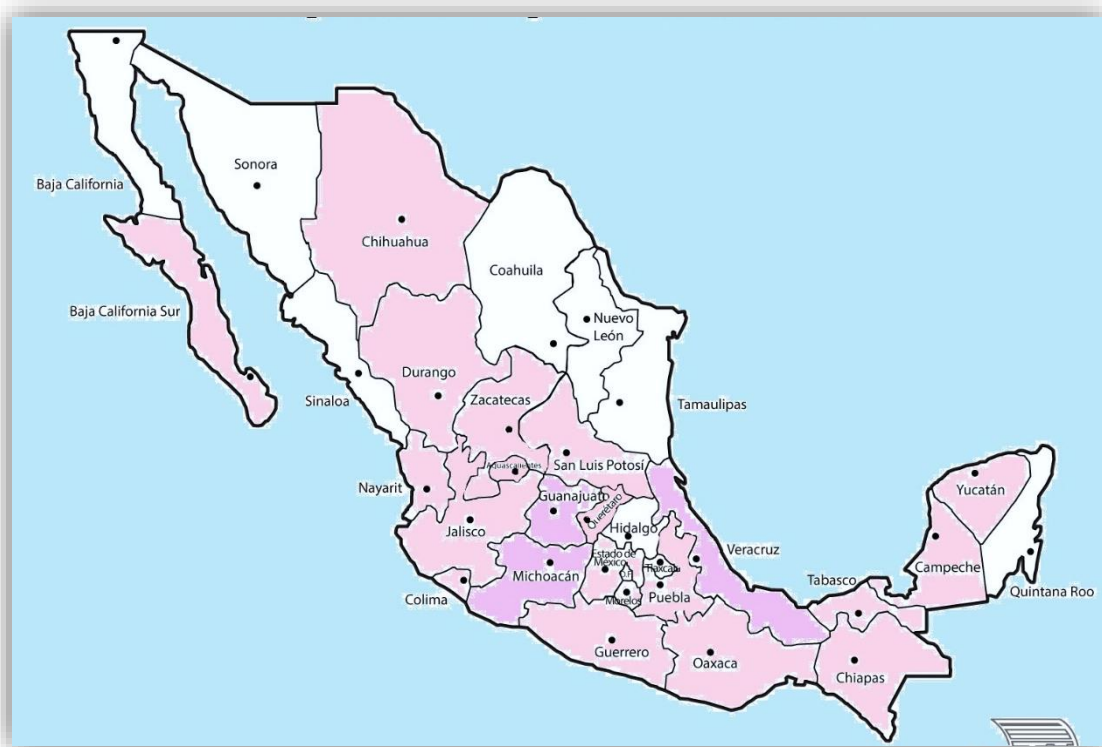 Sonora
Baja California
Chihuahua
Coahuila
Baja California Sur
Nuevo
León
Durango
Sinaloa
Zacatecas
Tamaulipas
Aguascalientes
San Luis Potosí
Nayarit
Guanajuato
Querétaro
Yucatán
Jalisco
Hidalgo
Estado de
México
Veracruz
Tlaxcala
D.F.
Michoacán
Campeche
Tabasco
Colima
Morelos
Puebla
Quintana Roo
Guerrero
Oaxaca
Chiapas